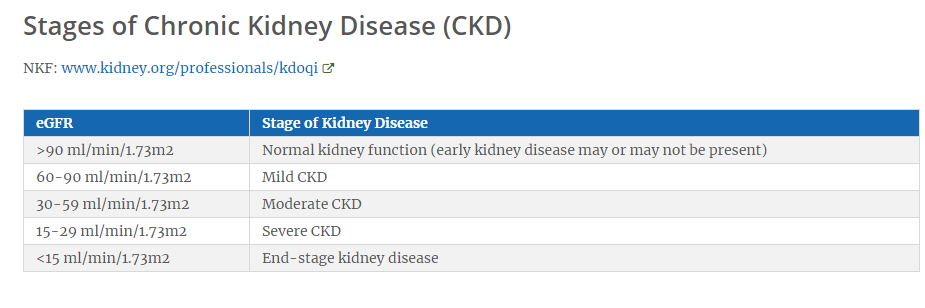 Stages of Chronic Kidney Disease (CKD)
NKF: www.kidney.org/professionals/kdoqi
eGFR Stage of Kidney Disease
>90 ml/min/1.73m2 Normal kidney function (early kidney disease may or may not be present)
60-90 ml/min/1.73m2 Mild CKD
30-59 ml/min/1.73m2 Moderate CKD
15-29 ml/min/1.73m2 Severe CKD
<15 ml/min/1.73m2 End-stage kidney disease